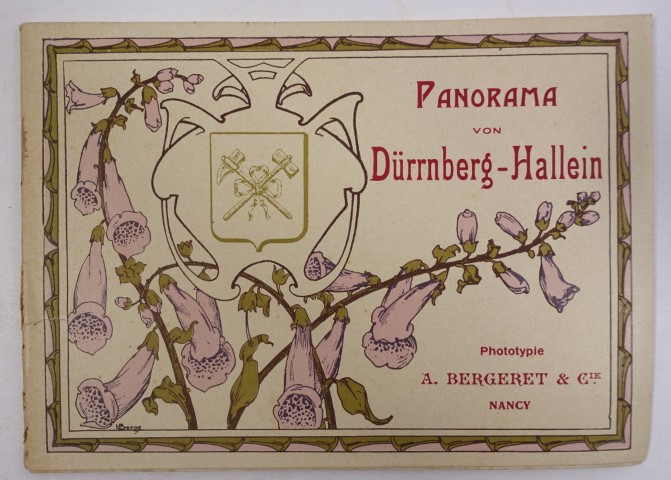 PANORAMA
VON
Dürrnberg-Hallein
Phototypie
A. BERGERET & CIE
NANCY